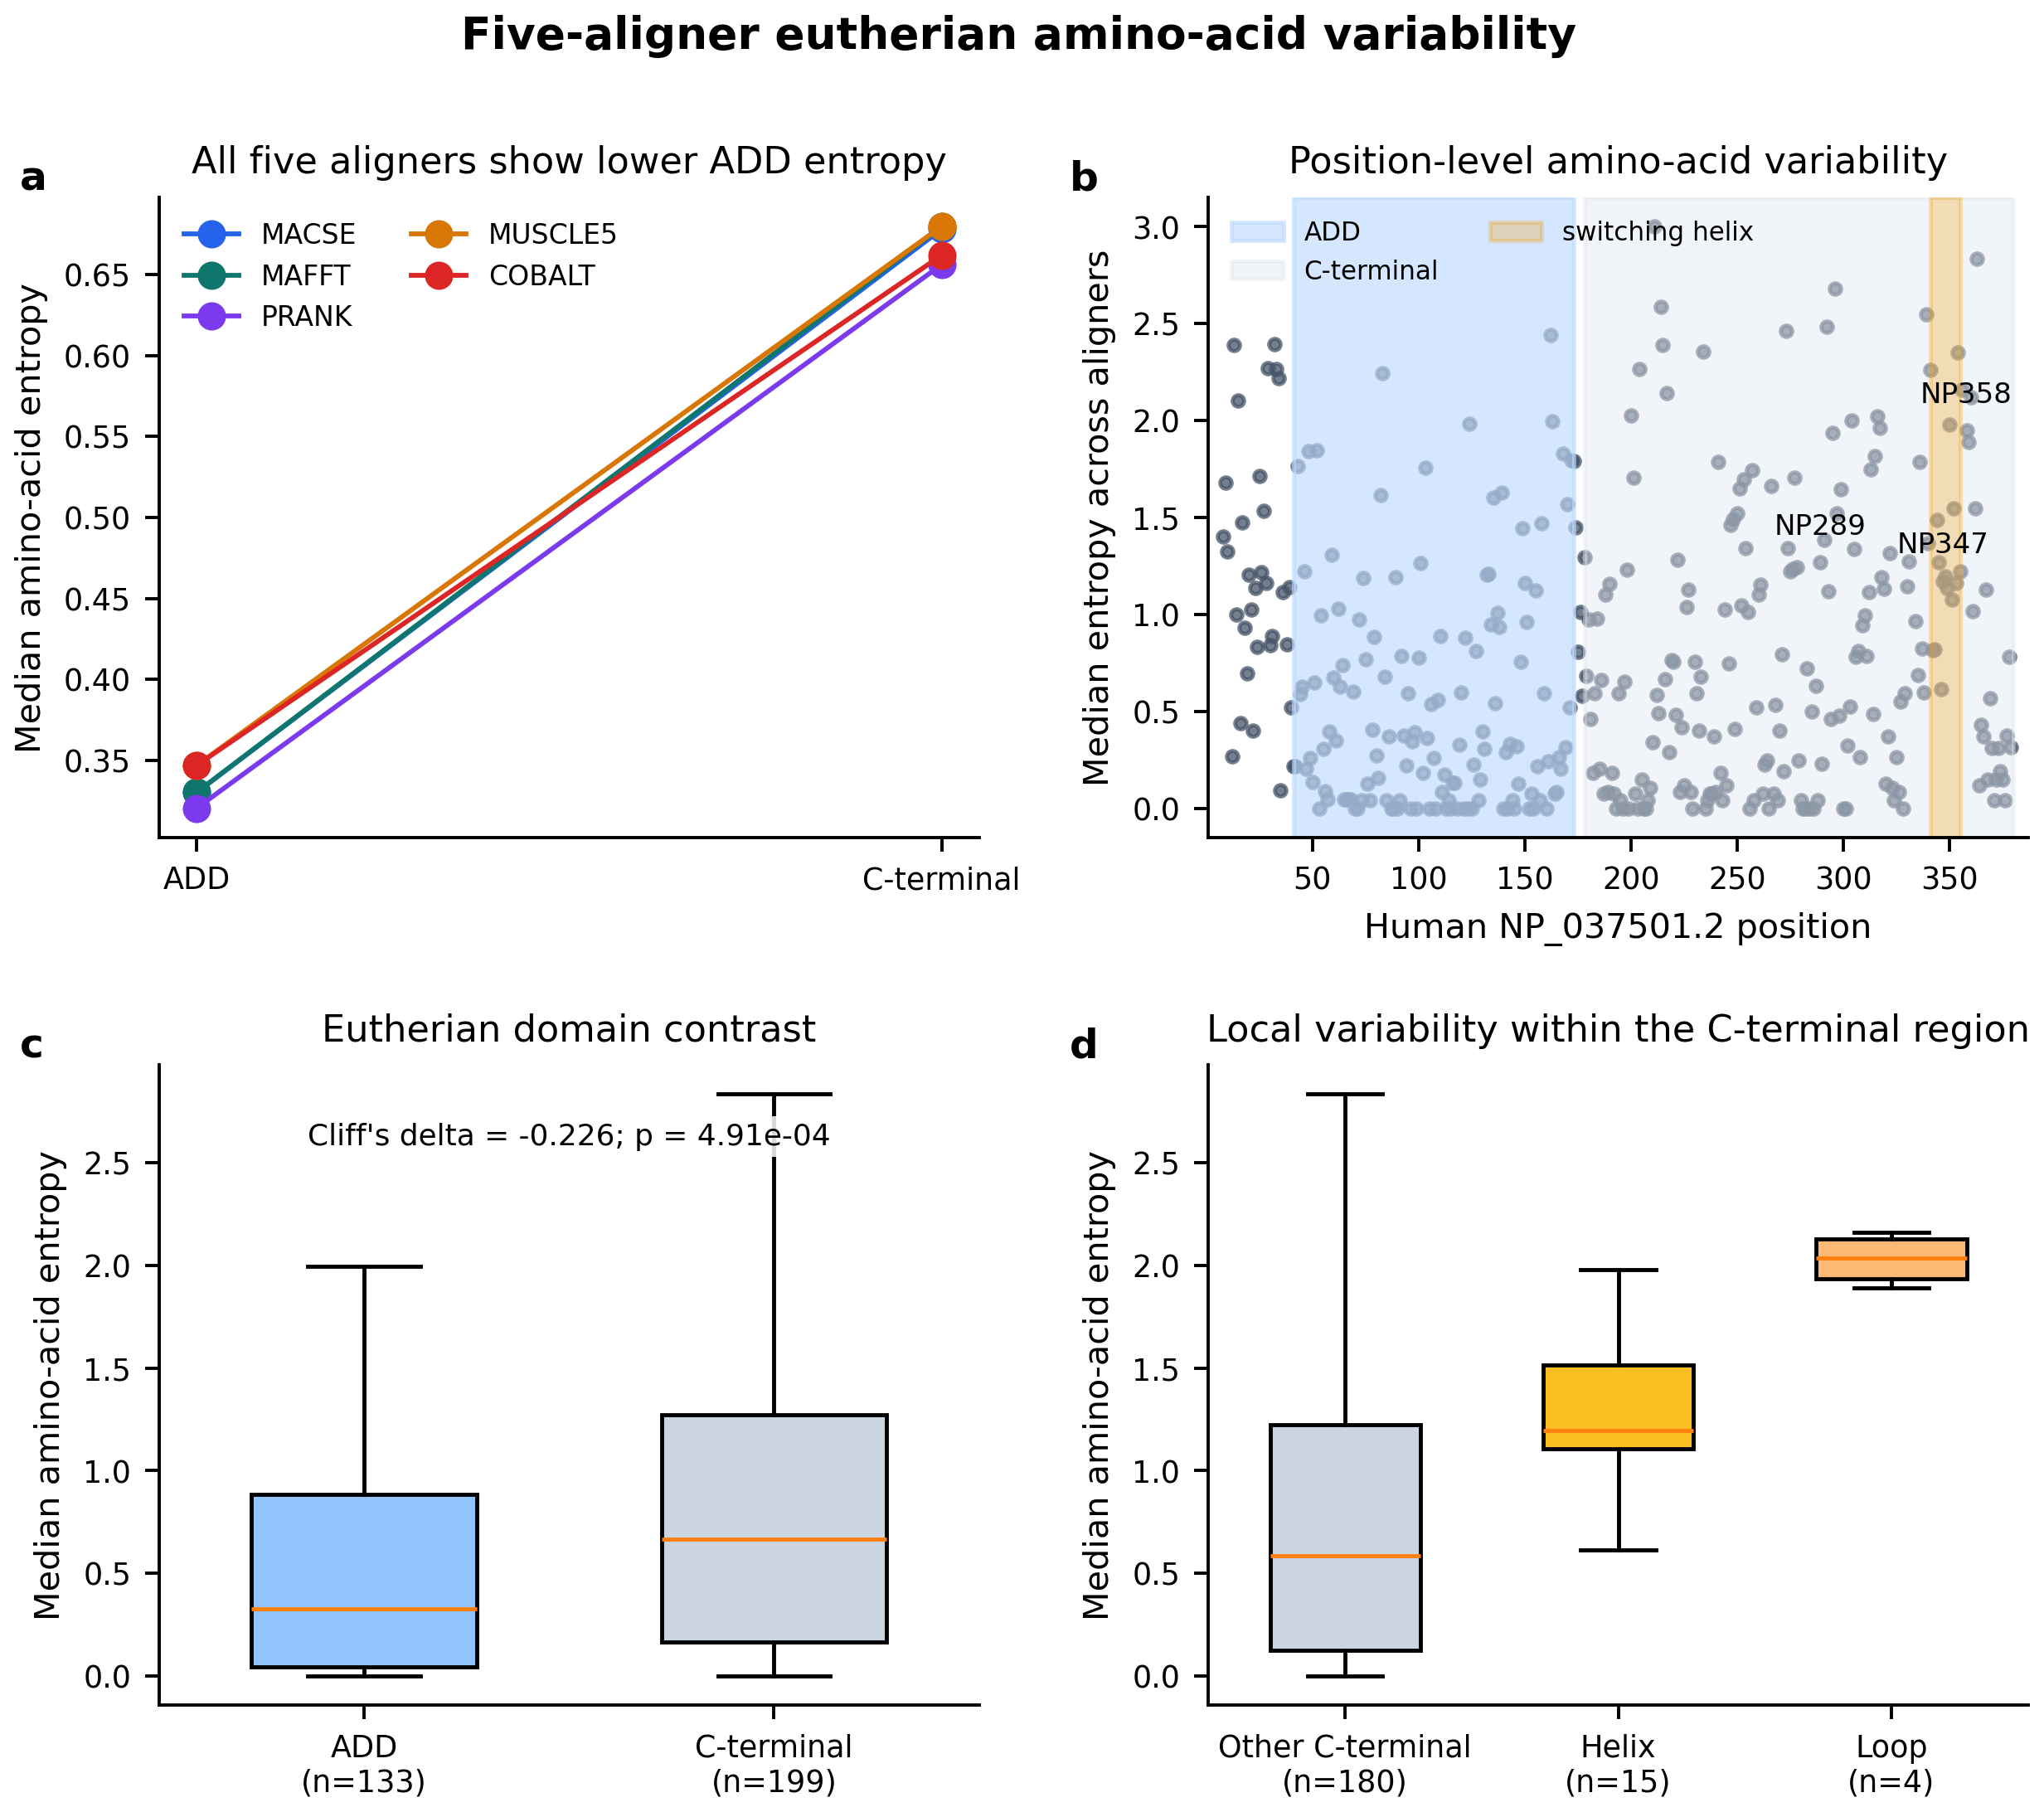 Five-aligner eutherian amino-acid variability
a
All five aligners show lower ADD entropy
Median amino-acid entropy
0.65
0.60
0.55
0.50
0.45
0.40
0.35
MACSE
MAFFT
PRANK
MUSCLE5
COBALT
ADD
C-terminal
b
Position-level amino-acid variability
Median entropy across aligners
3.0
2.5
2.0
1.5
1.0
0.5
0.0
ADD
C-terminal
switching helix
NP358
NP289
NP347
50
100
150
200
250
300
350
Human NP_037501.2 position
c
Eutherian domain contrast
Median amino-acid entropy
Cliff's delta = -0.226; p = 4.91e-04
2.5
2.0
1.5
1.0
0.5
0.0
ADD
(n=133)
C-terminal
(n=199)
d
Local variability within the C-terminal region
Median amino-acid entropy
2.5
2.0
1.5
1.0
0.5
0.0
Other C-terminal
(n=180)
Helix
(n=15)
Loop
(n=4)